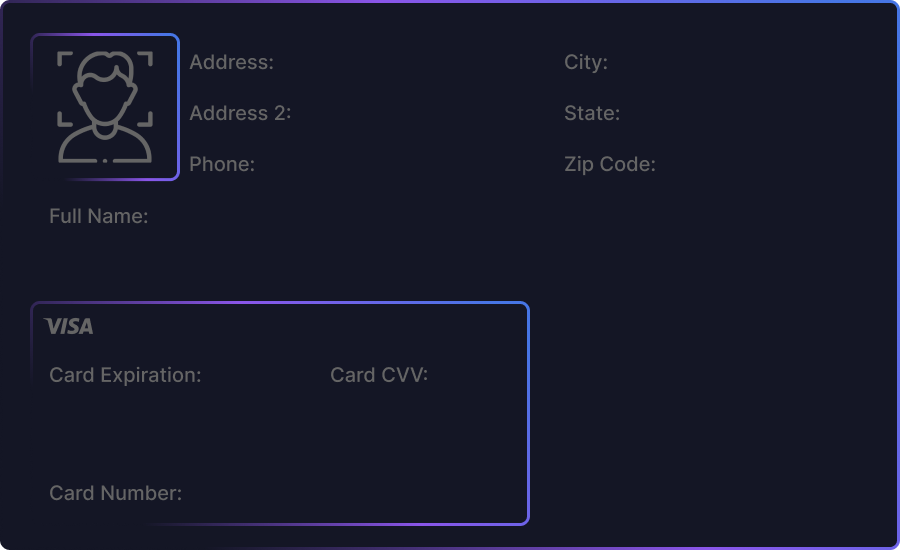 Address:
City:
Address 2:
State:
Phone:
Zip Code:
Full Name:
VISA
Card Expiration:
Card CVV:
Card Number: